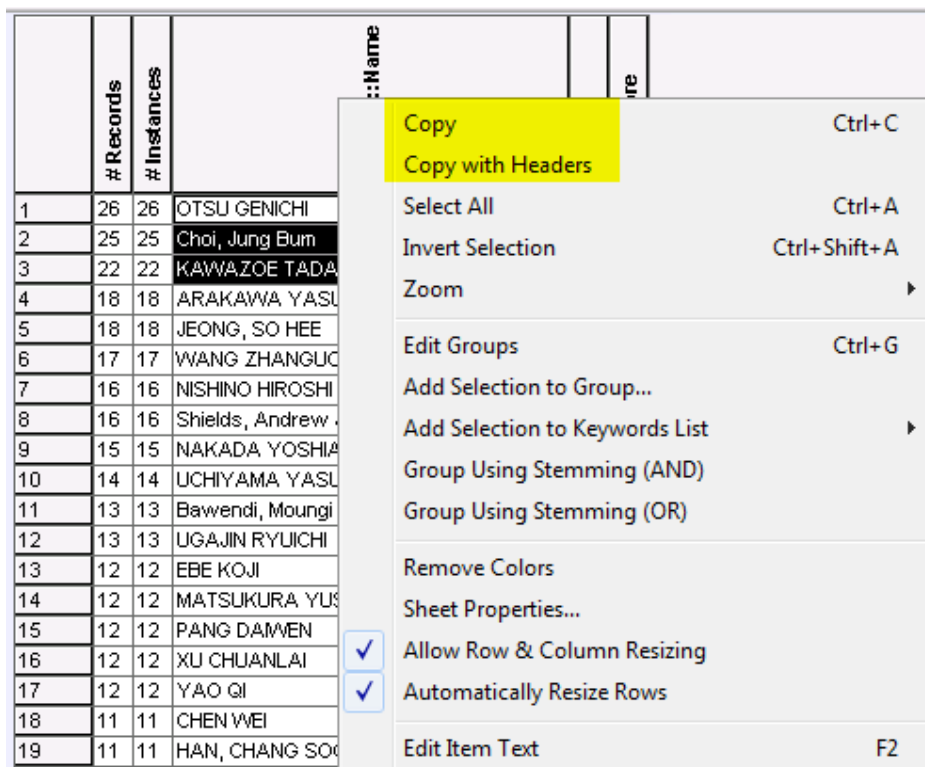 # Records
# Instances
::Name
1 26 26 OTSU GENICHI
2 25 25 Choi, Jung Bum
3 22 22 KAWAZOE TADA
4 18 18 ARAKAWA YASU
5 18 18 JEONG, SO HEE
6 17 17 WANG ZHANGUO
7 16 16 NISHINO HIROSHI
8 16 16 Shields, Andrew
9 15 15 NAKADA YOSHIA
10 14 14 UCHIYAMA YASU
11 13 13 Bawendi, Moungi
12 13 13 UGAJIN RYUICHI
13 12 12 EBE KOJI
14 12 12 MATSUKURA YUS
15 12 12 PANG DAIWEN
16 12 12 XU CHUANLAI
17 12 12 YAO QI
18 11 11 CHEN WEI
19 11 11 HAN, CHANG SOO
Copy Ctrl+C
Copy with Headers
Select All Ctrl+A
Invert Selection Ctrl+Shift+A
Zoom
Edit Groups Ctrl+G
Add Selection to Group...
Add Selection to Keywords List
Group Using Stemming (AND)
Group Using Stemming (OR)
Remove Colors
Sheet Properties...
Allow Row & Column Resizing
Automatically Resize Rows
Edit Item Text F2